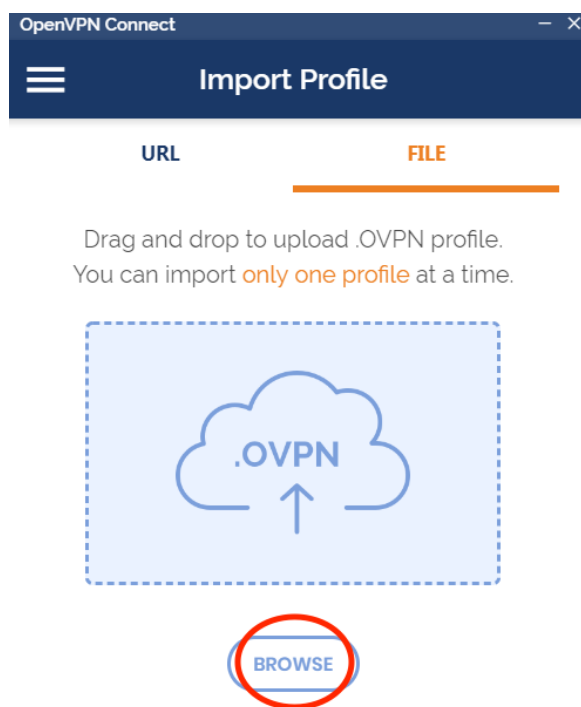 OpenVPN Connect
Import Profile
URL FILE
Drag and drop to upload .OVPN profile.
You can import only one profile at a time.
.OVPN
BROWSE